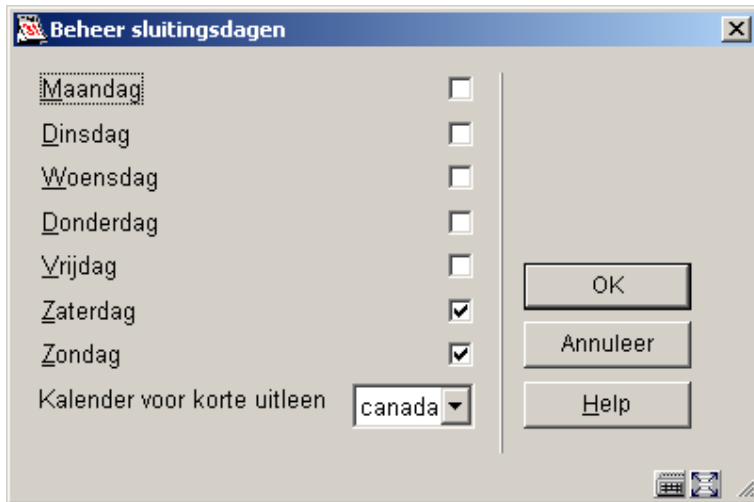 Beheer sluitingsdagen
Maandag
Dinsdag
Woensdag
Donderdag
Vrijdag
Zaterdag
Zondag
Kalender voor korte uitleen canada
OK
Annuleer
Help